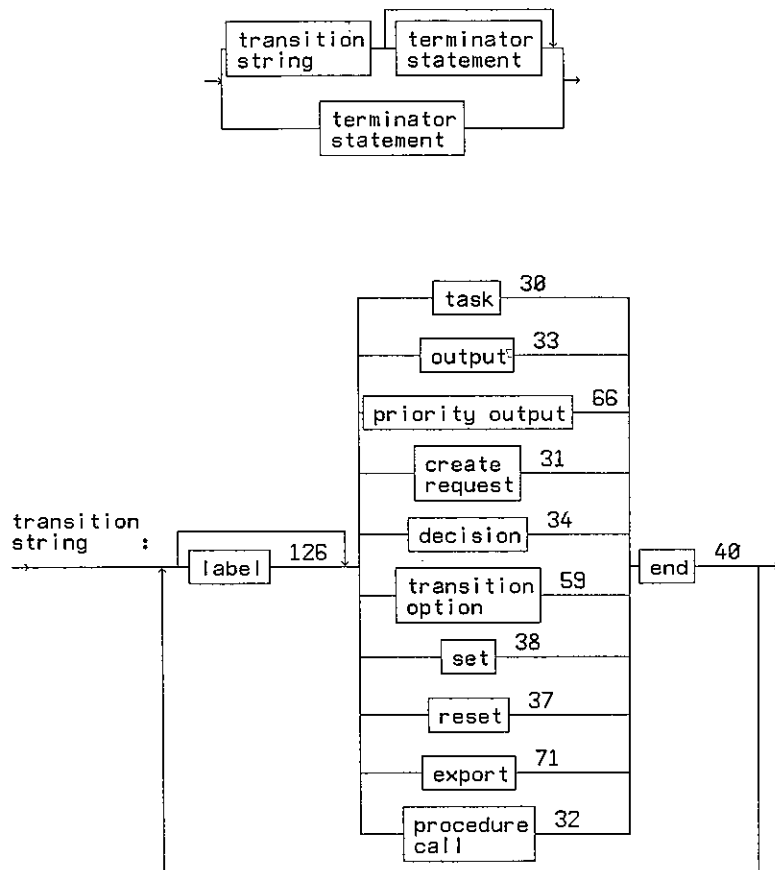 transition string
terminator statement
terminator statement
task 30
output 33
priority output 66
create request 31
decision 34
transition string :
label 126
transition option 59
end 40
set 38
reset 37
export 71
procedure call 32